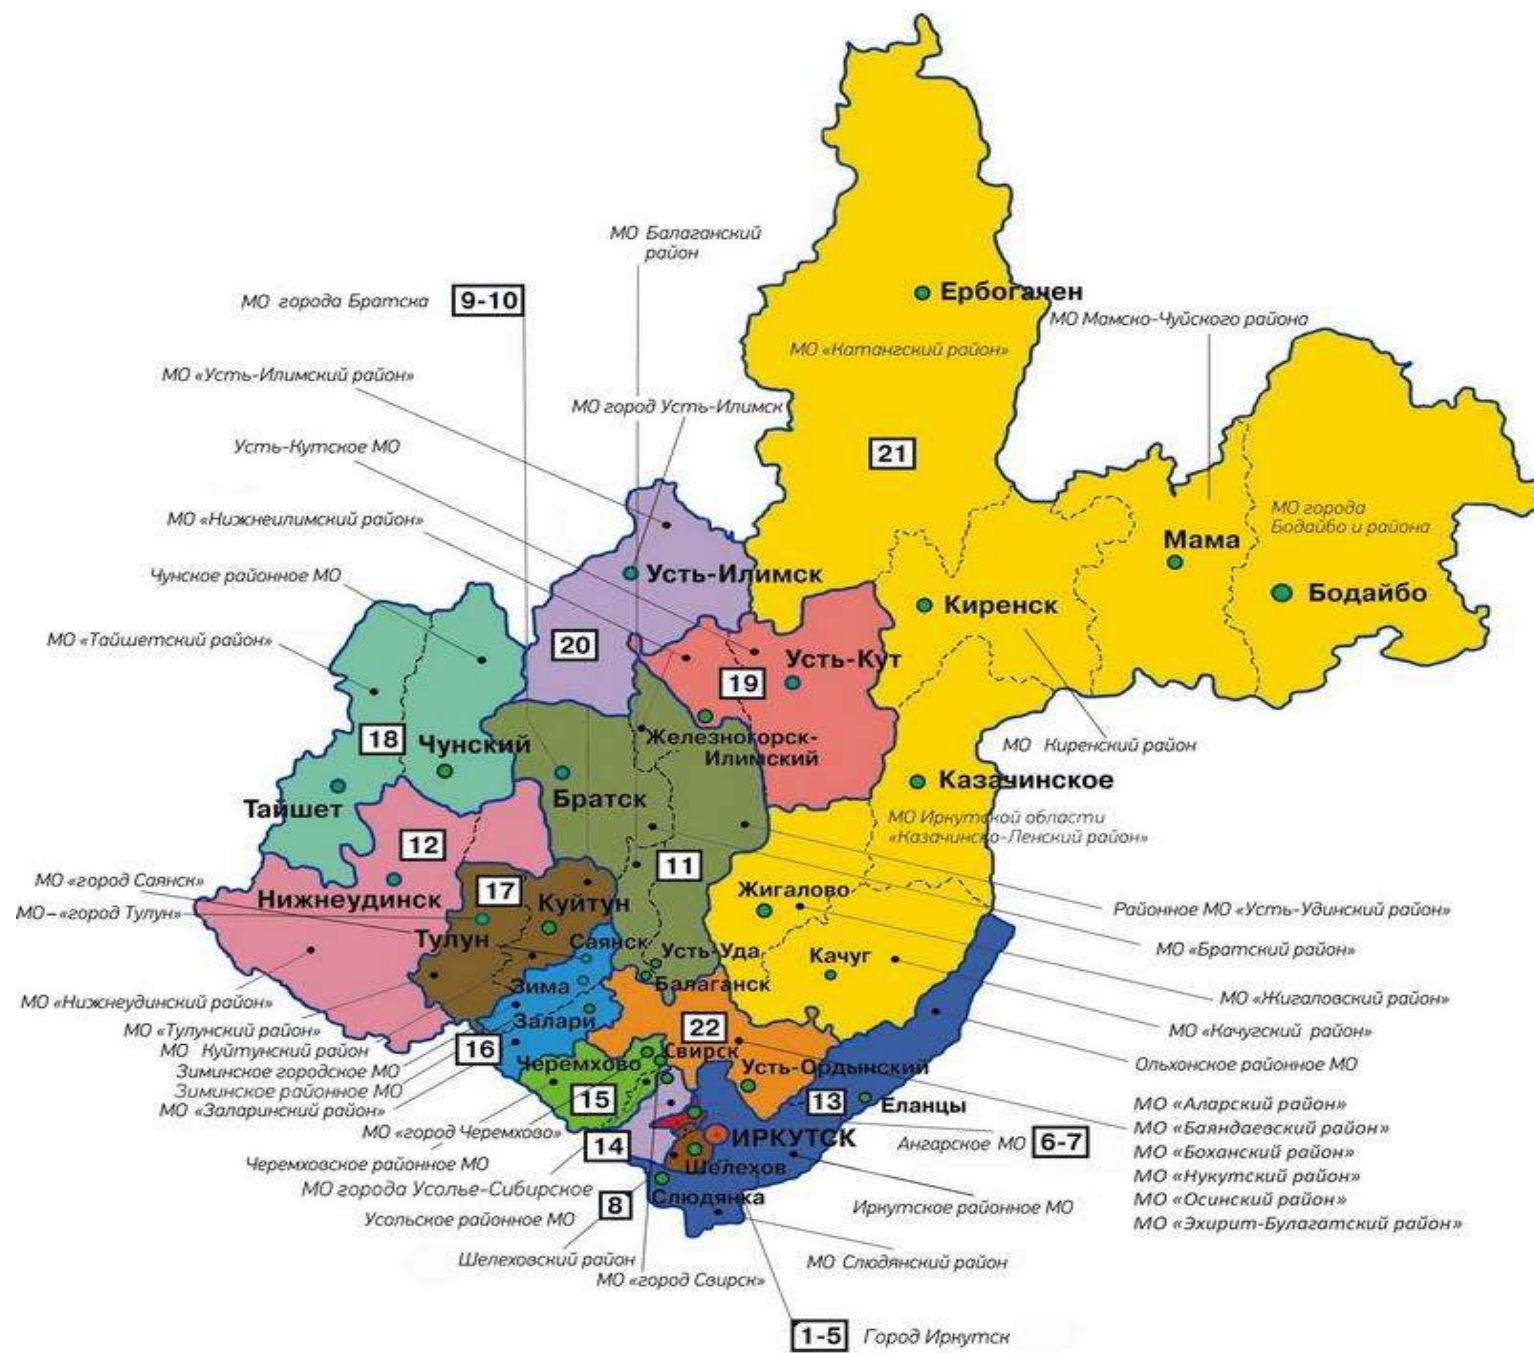 МО Балаганский
район
МО города Братска
9-10
Ербогачен
МО Мамско-Чуйского района
МО «Катангский район»
МО «Усть-Илимский район»
МО город Усть-Илимск
Усть-Кутское МО
21
МО «Нижнеилимский район»
МО города
Бодайбо и района
Мама
Чунское районное МО
Усть-Илимск
Киренск
Бодайбо
МО «Тайшетский район»
20
Усть-Кут
19
18
Чунский
Железногорск-
Илимский
МО Киренский район
Тайшет
Братск
Казачинское
МО Иркутской области
«Казачинско-Ленский район»
12
11
МО «город Саянск»
17
Жигалово
Нижнеудинск
Куйтун
МО–«город Тулун»
Районное МО «Усть-Удинский район»
Тулун
Саянск
Усть-Уда
Качуг
МО «Братский район»
Зима
Балаганск
МО «Нижнеудинский район»
МО «Жигаловский район»
Залари
22
МО «Тулунский район»
МО «Качугский район»
МО Куйтунский район
16
Свирск
Зиминское городское МО
Черемхово
Усть-Ордынский
Ольхонское районное МО
Зиминское районное МО
15
13
Еланцы
МО «Заларинский район»
МО «Аларский район»
МО «Баяндаевский район»
МО «Боханский район»
МО «Нукутский район»
МО «Осинский район»
МО «Эхирит-Булагатский район»
МО «город Черемхово»
14
ИРКУТСК
Ангарское МО
6-7
Черемховское районное МО
Шелехов
МО города Усолье-Сибирское
8
Слюдянка
Усольское районное МО
Иркутское районное МО
Шелеховский район
МО Слюдянский район
МО «город Свирск»
1-5
Город Иркутск